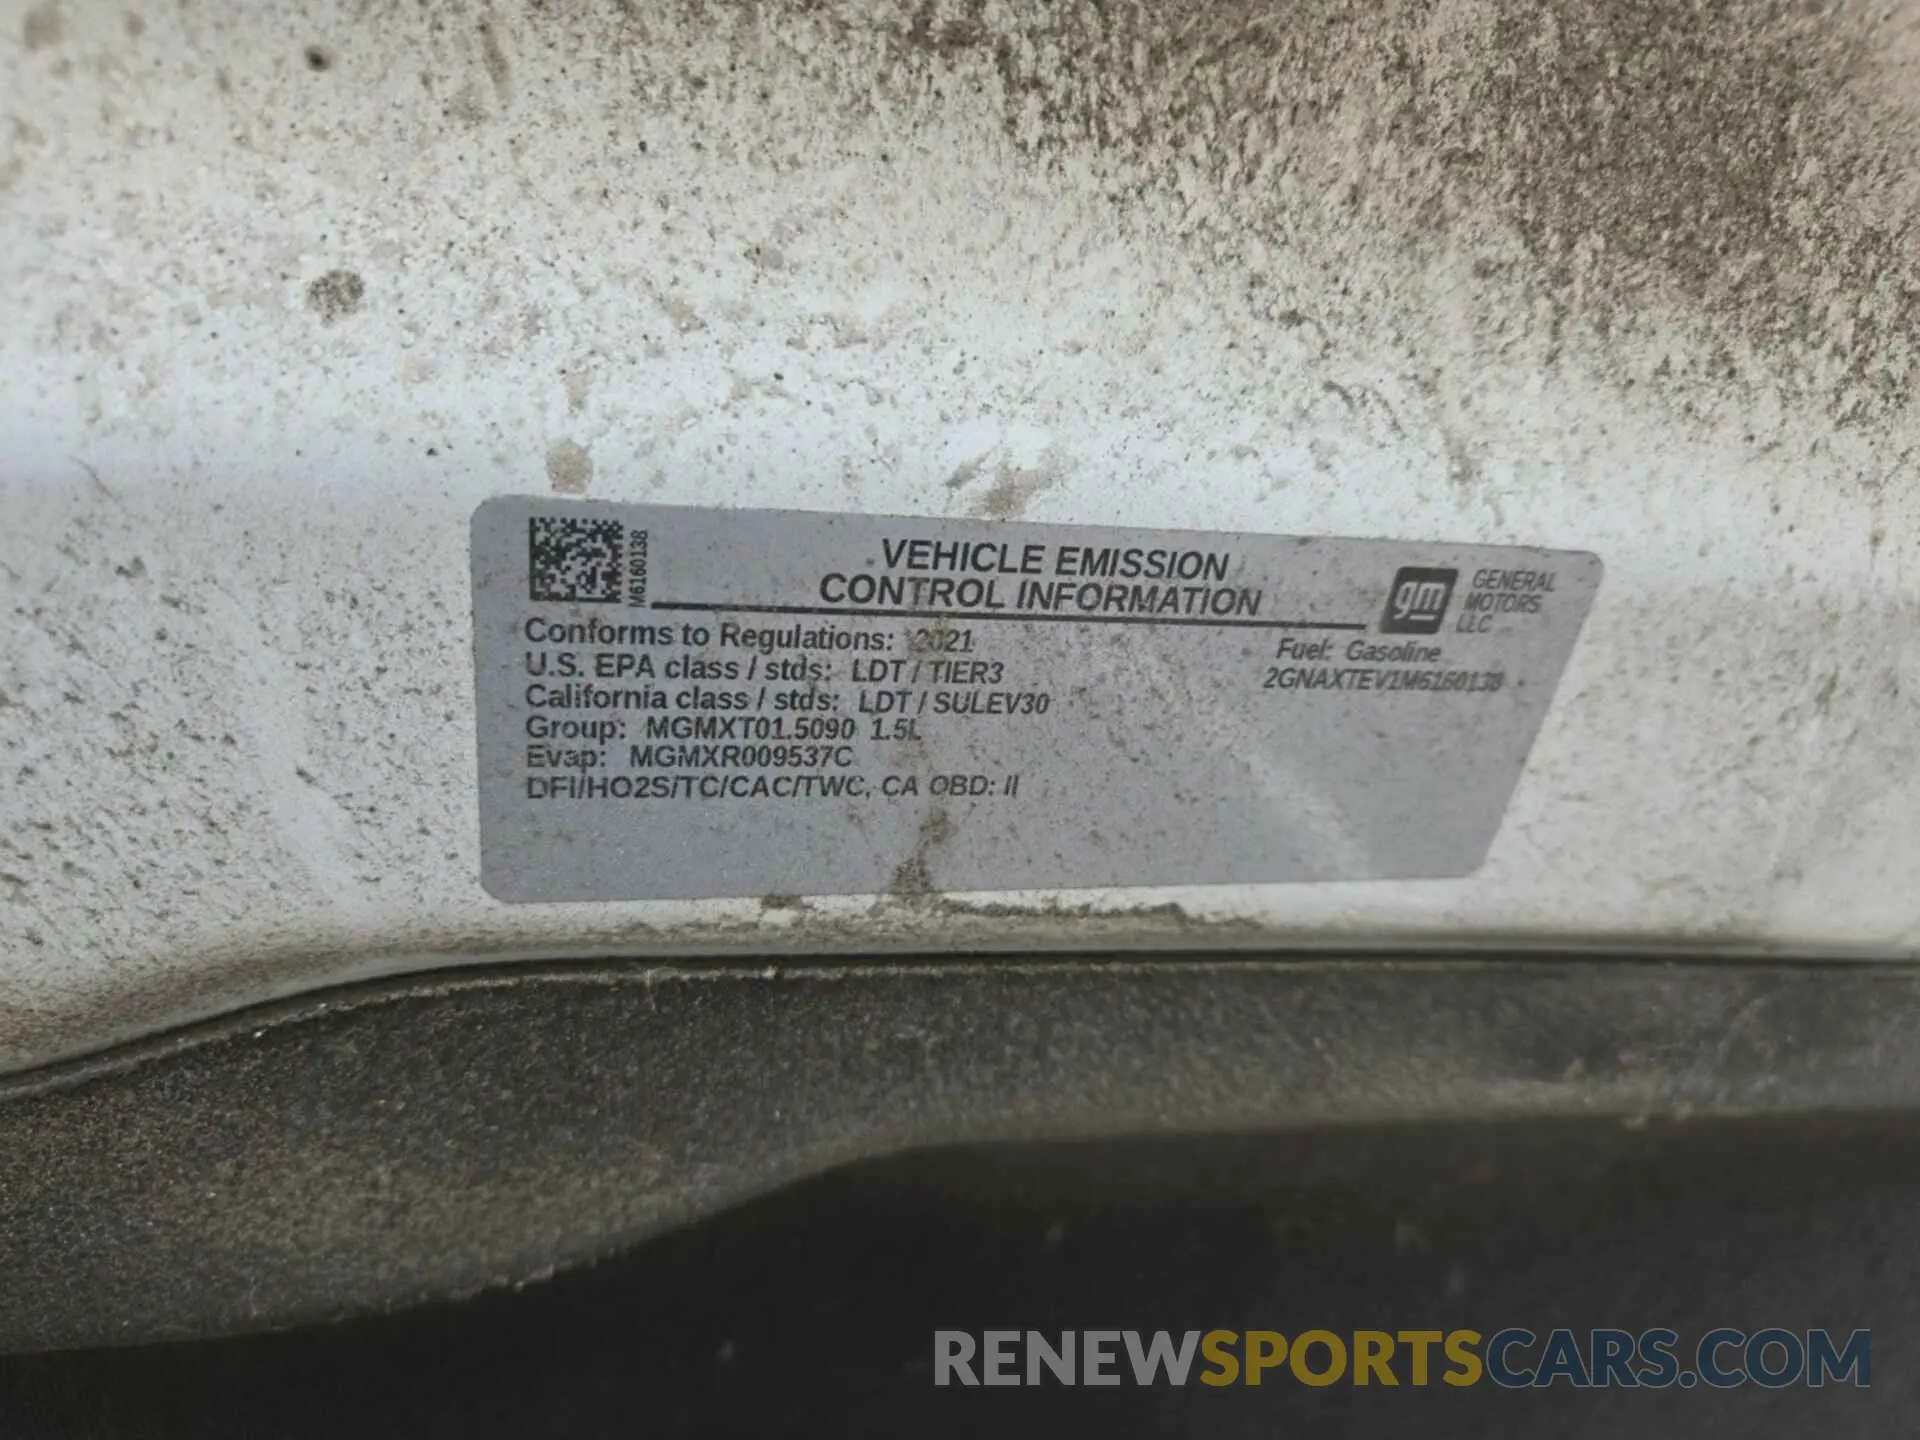 M6160138
VEHICLE EMISSION
CONTROL INFORMATION
gm GENERAL
MOTORS
LLC
Conforms to Regulations: 2021
Fuel: Gasoline
U.S. EPA class / stds: LDT / TIER3
2GNAXTEV1M6160138
California class / stds: LDT / SULEV30
Group: MGMXT01.5090 1.5L
Evap: MGMXR009537C
DFI/HO2S/TC/CAC/TWC, CA OBD: II
RENEWSPORTSCARS.COM